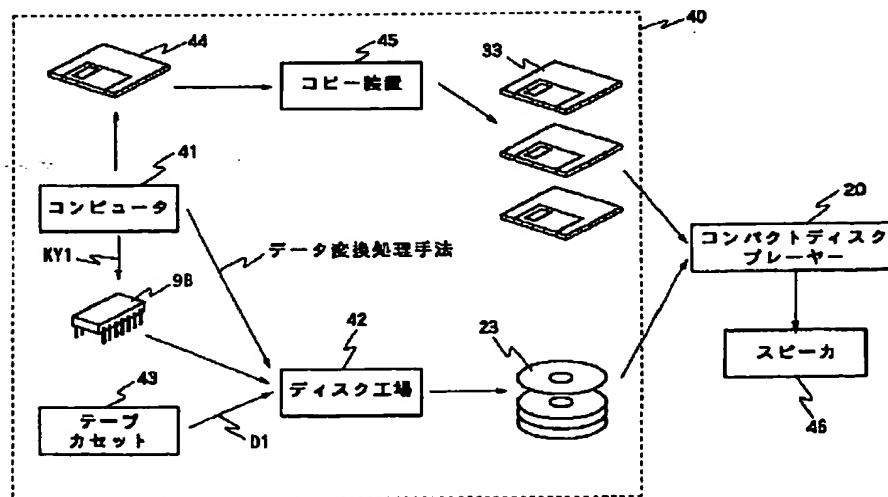 44
45
コピー装置
33
40
41
コンピュータ
KY1
データ変換処理手法
9B
20
コンパクトディスク
プレーヤー
43
テープ
カセット
D1
42
ディスク工場
23
スピーカ
46